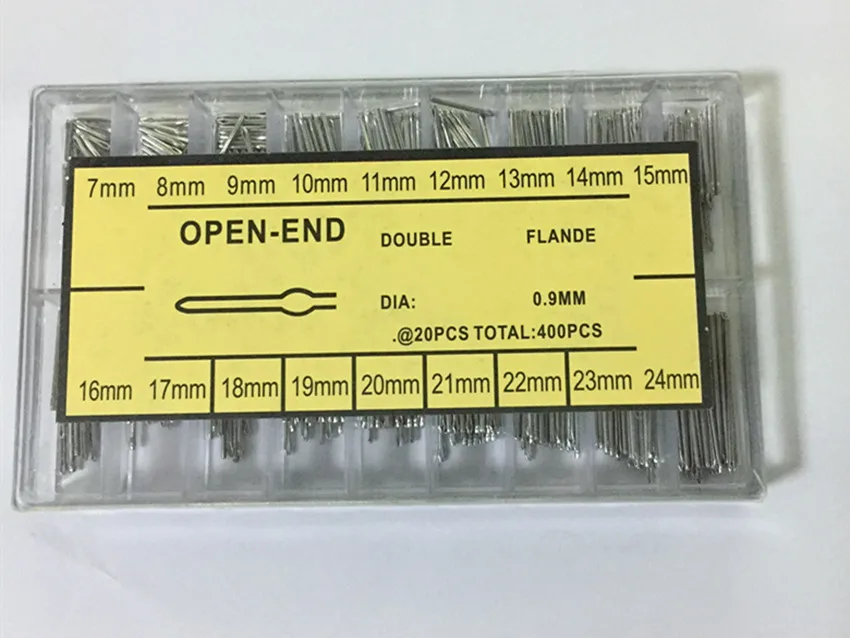 7mm 8mm 9mm 10mm 11mm 12mm 13mm 14mm 15mm
OPEN-END DOUBLE FLANDE
DIA: 0.9MM
.@20PCS TOTAL:400PCS
16mm 17mm 18mm 19mm 20mm 21mm 22mm 23mm 24mm